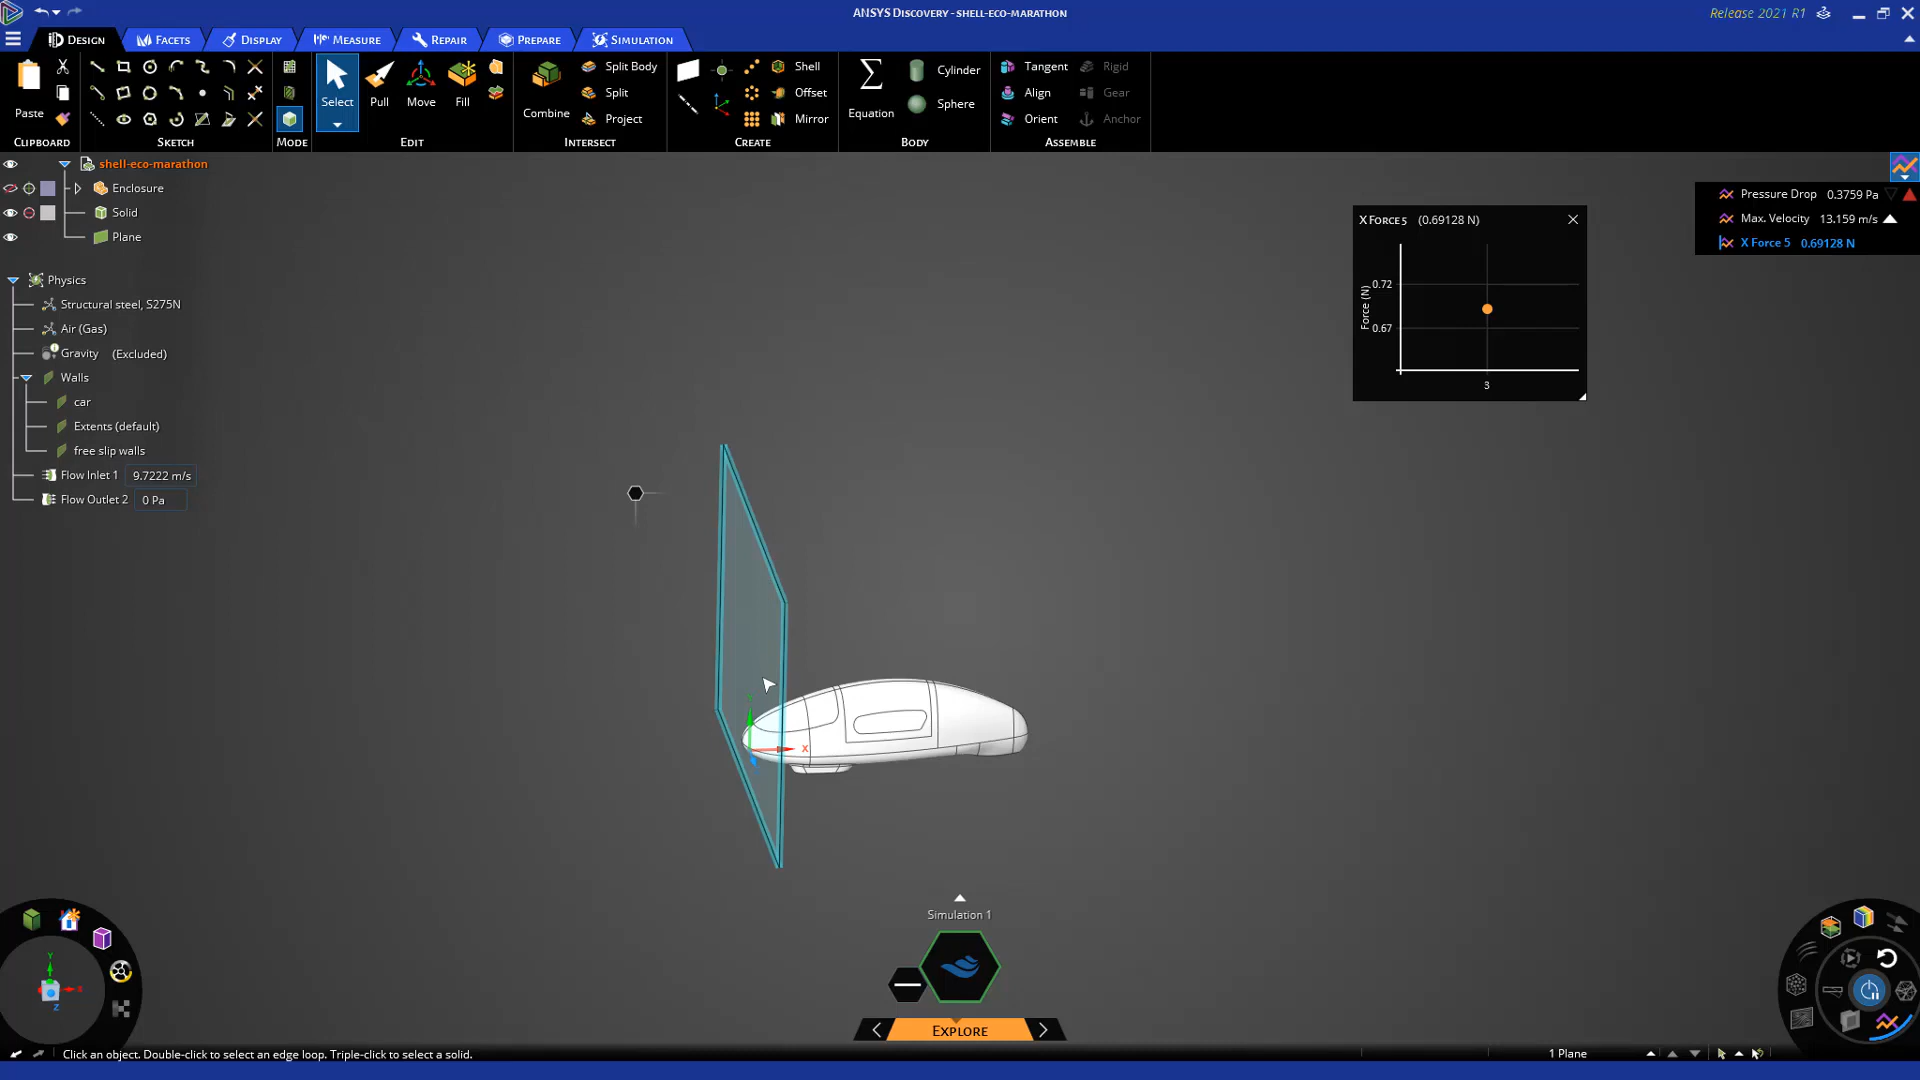 ANSYS Discovery - shell-eco-marathon
Release 2021 R1
Design
Facets
Display
Measure
Repair
Prepare
Simulation
Paste
Select
Pull
Move
Fill
Combine
Split Body
Split
Project
Shell
Offset
Mirror
Equation
Cylinder
Sphere
Tangent
Align
Orient
Rigid
Gear
Anchor
Clipboard
Sketch
Mode
Edit
Intersect
Create
Body
Assemble
shell-eco-marathon
Enclosure
Solid
Plane
Physics
Structural steel, S275N
Air (Gas)
Gravity (Excluded)
Walls
car
Extents (default)
free slip walls
Flow Inlet 1 9.7222 m/s
Flow Outlet 2 0 Pa
X Force 5 (0.69128 N)
Force (N)
0.72
0.67
3
Pressure Drop 0.3759 Pa
Max. Velocity 13.159 m/s
X Force 5 0.69128 N
X
Simulation 1
Explore
Y
X
Z
Click an object. Double-click to select an edge loop. Triple-click to select a solid.
1 Plane